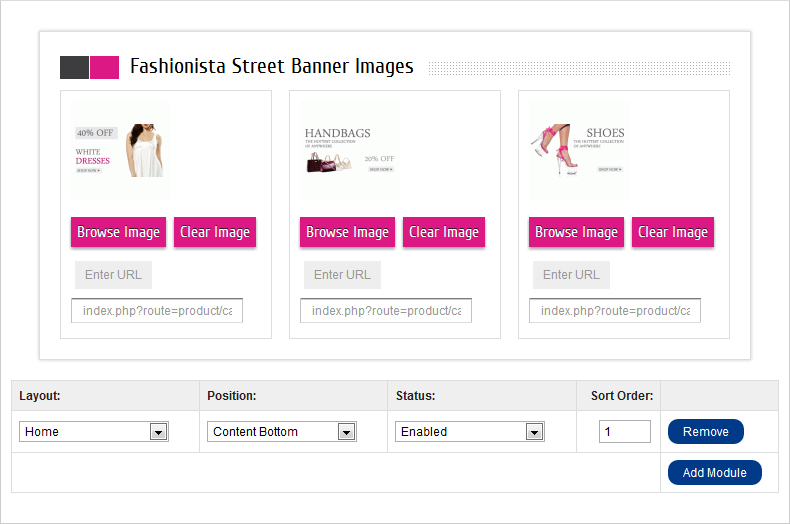 Fashionista Street Banner Images
40% OFF
WHITE
DRESSES
SHOP NOW
HANDBAGS
THE HOTTEST COLLECTION
OF ANYWHERE
20% OFF
SHOP NOW
SHOES
THE HOTTEST COLLECTION
OF ANYWHERE
SHOP NOW
Browse Image Clear Image
Browse Image Clear Image
Browse Image Clear Image
Enter URL
Enter URL
Enter URL
index.php?route=product/ca
index.php?route=product/ca
index.php?route=product/ca
Layout: Position: Status: Sort Order:
Home Content Bottom Enabled 1 Remove
Add Module